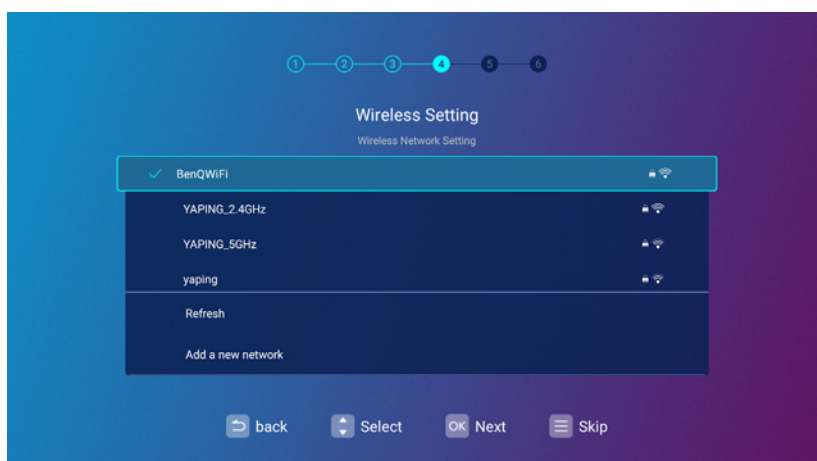 1 2 3 4 5 6
Wireless Setting
Wireless Network Setting
BenQWiFi
YAPING_2.4GHz
YAPING_5GHz
yaping
Refresh
Add a new network
back Select OK Next Skip